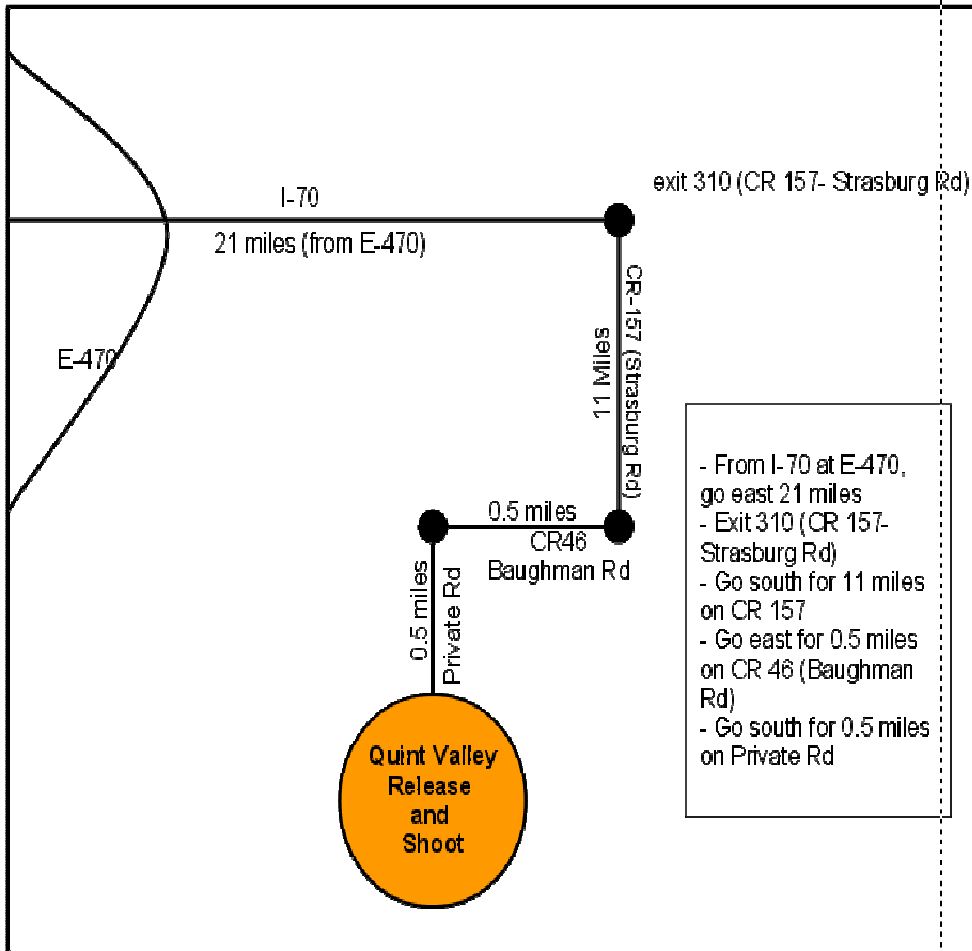 exit 310 (CR 157- Strasburg Rd)
I-70
21 miles (from E-470)
E-470
11 Miles
CR-157 (Strasburg Rd)
0.5 miles
CR46
Baughman Rd
0.5 miles
Private Rd
Quint Valley
Release
and
Shoot
- From I-70 at E-470,
go east 21 miles
- Exit 310 (CR 157-
Strasburg Rd)
- Go south for 11 miles
on CR 157
- Go east for 0.5 miles
on CR 46 (Baughman
Rd)
- Go south for 0.5 miles
on Private Rd